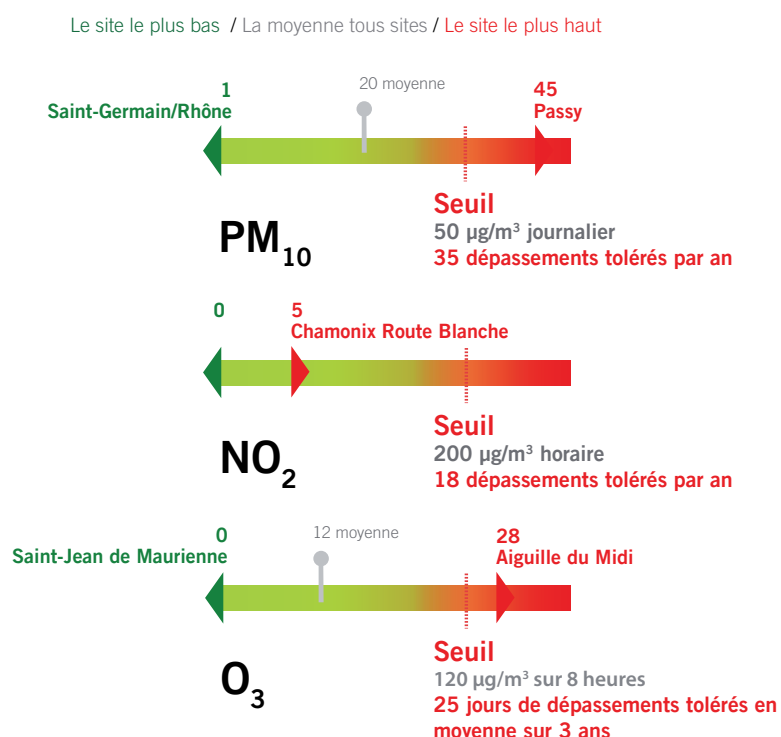 Le site le plus bas / La moyenne tous sites / Le site le plus haut
1
Saint-Germain/Rhône
20 moyenne
45
Passy
PM10
Seuil
50 µg/m³ journalier
35 dépassements tolérés par an
0
5
Chamonix Route Blanche
NO2
Seuil
200 µg/m³ horaire
18 dépassements tolérés par an
0
Saint-Jean de Maurienne
12 moyenne
28
Aiguille du Midi
O3
Seuil
120 µg/m³ sur 8 heures
25 jours de dépassements tolérés en
moyenne sur 3 ans